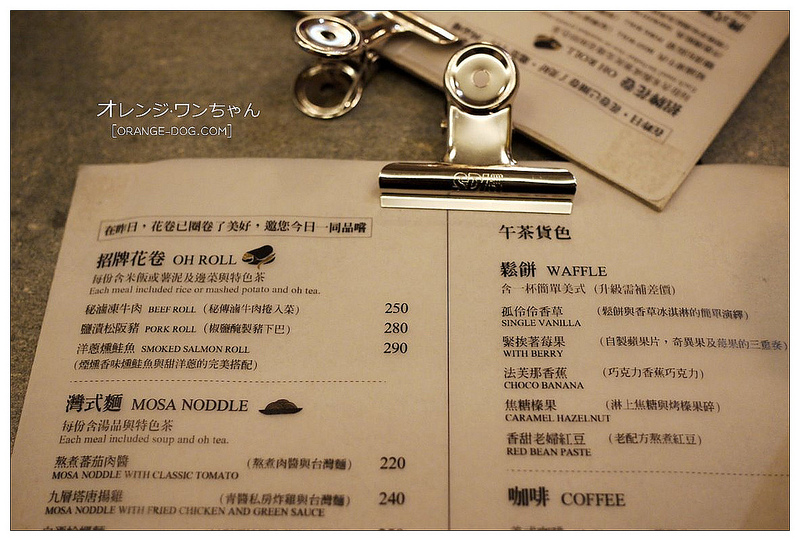 オレンジ・ワンちゃん
[ORANGE-DOG.COM]
在昨日，花卷已圈卷了美好，邀您今日一同品嚐
招牌花卷 OH ROLL
每份含米飯或薯泥及邊菜與特色茶
Each meal included rice or mashed potato and oh tea.
秘滷凍牛肉 BEEF ROLL（秘傳滷牛肉捲入菜） 250
鹽漬松阪豬 PORK ROLL（椒鹽醃製豬下巴） 280
洋蔥燻鮭魚 SMOKED SALMON ROLL 290
（煙燻香味燻鮭魚與甜洋蔥的完美搭配）
灣式麵 MOSA NODDLE
每份含湯品與特色茶
Each meal included soup and oh tea.
熬煮蕃茄肉醬 （熬煮肉醬與台灣麵） 220
MOSA NODDLE WITH CLASSIC TOMATO
九層塔唐揚雞 （青醬私房炸雞與台灣麵） 240
MOSA NODDLE WITH FRIED CHICKEN AND GREEN SAUCE
午茶貨色
鬆餅 WAFFLE
含一杯簡單美式（升級需補差價）
孤伶伶香草 （鬆餅與香草冰淇淋的簡單演繹）
SINGLE VANILLA
緊挨著莓果 （自製蘋果片，奇異果及莓果的三重奏）
WITH BERRY
法芙那香蕉 （巧克力香蕉巧克力）
CHOCO BANANA
焦糖榛果 （淋上焦糖與烤榛果碎）
CARAMEL HAZELNUT
香甜老婦紅豆 （老配方熬煮紅豆）
RED BEAN PASTE
咖啡 COFFEE